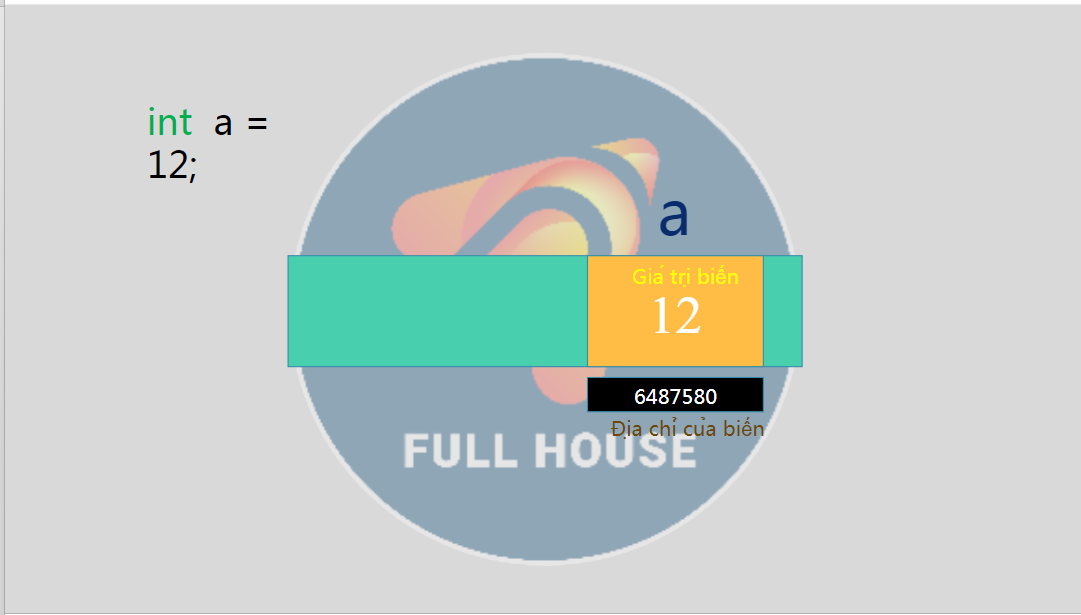 int a =
12;
a
Giá trị biến
12
6487580
Địa chỉ của biến
FULL HOUSE